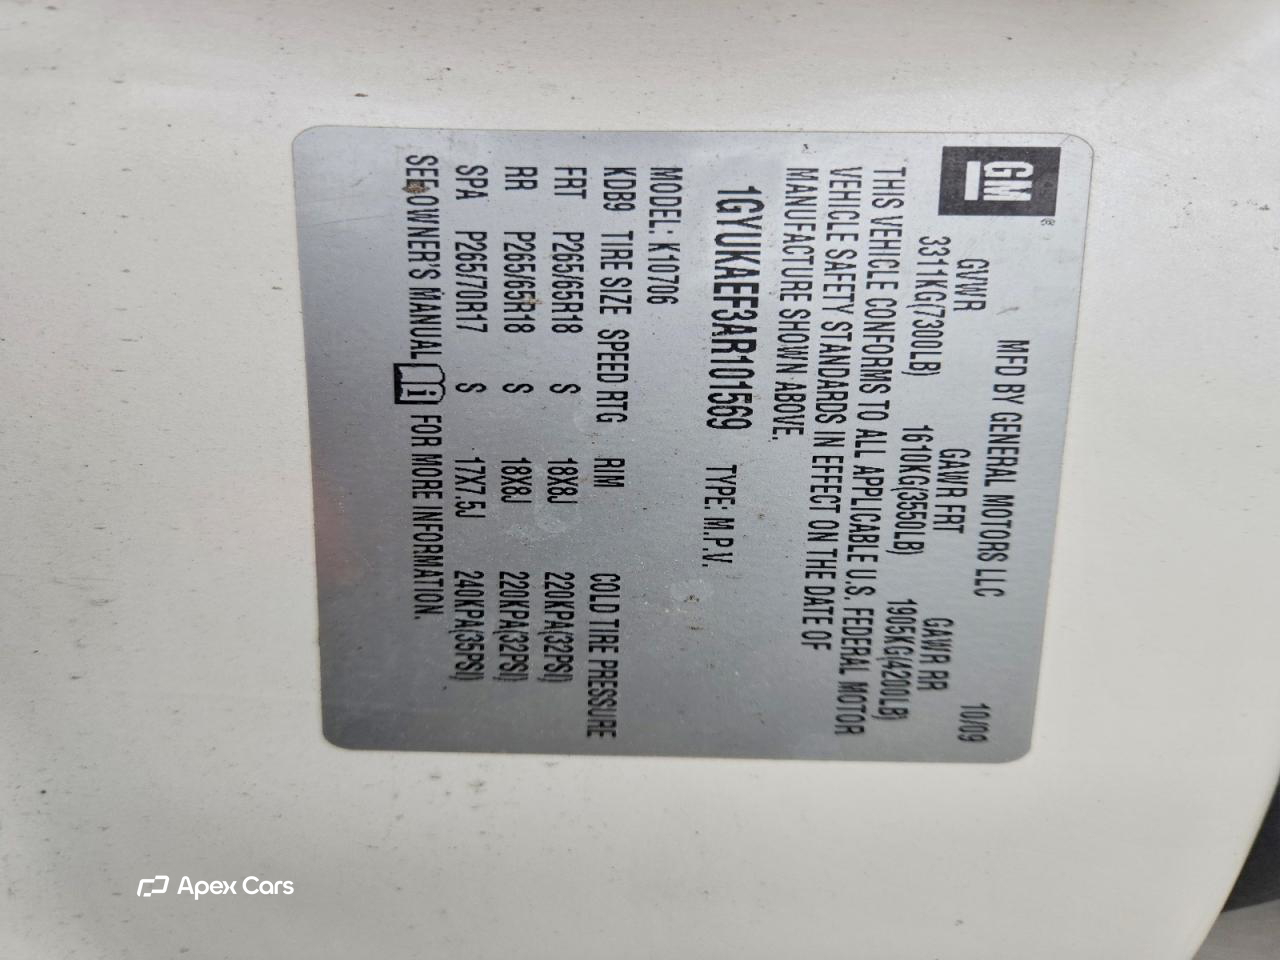 GM®
MFD BY GENERAL MOTORS LLC 10/09
GVWR GAWR FRT GAWR RR
3311KG(7300LB) 1610KG(3550LB) 1905KG(4200LB)
THIS VEHICLE CONFORMS TO ALL APPLICABLE U.S. FEDERAL MOTOR
VEHICLE SAFETY STANDARDS IN EFFECT ON THE DATE OF
MANUFACTURE SHOWN ABOVE.
1GYUKAEF3AR101569 TYPE: M.P.V.
MODEL: K10706
KDB9 TIRE SIZE SPEED RTG RIM COLD TIRE PRESSURE
FRT P265/65R18 S 18X8J 220KPA(32PSI)
RR P265/65R18 S 18X8J 220KPA(32PSI)
SPA P265/70R17 S 17X7.5J 240KPA(35PSI)
SEE OWNER'S MANUAL FOR MORE INFORMATION.
Apex Cars